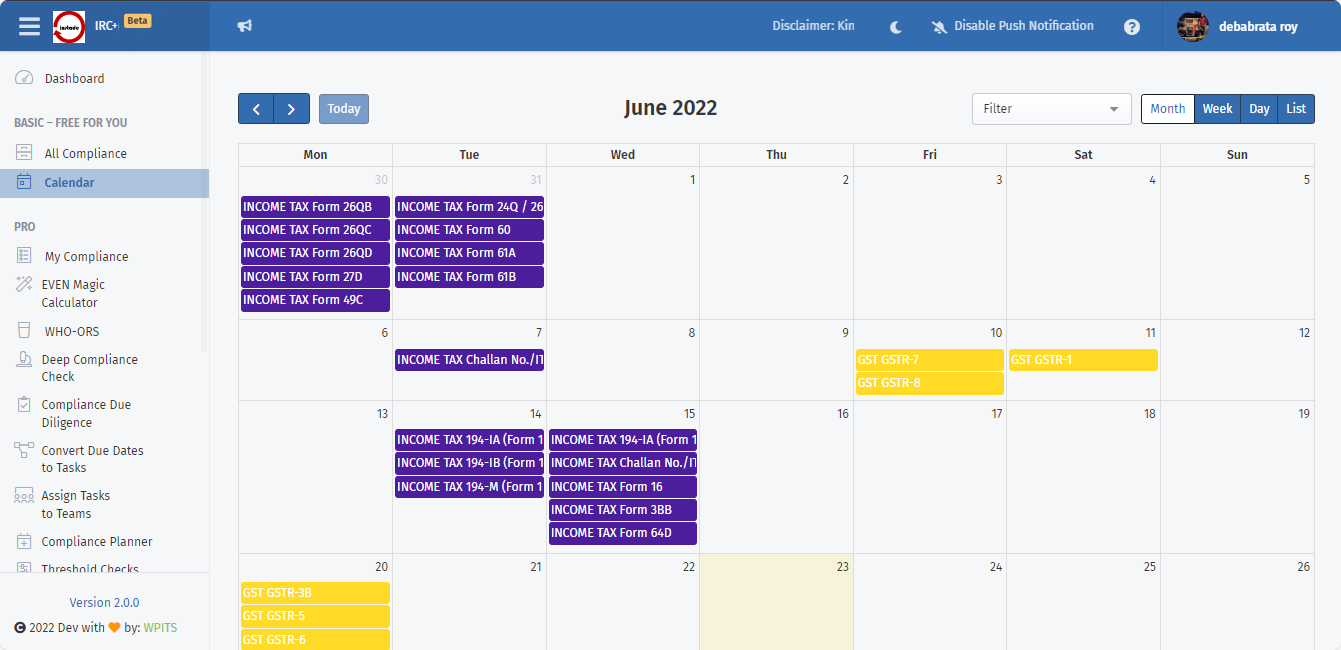 IRC+ Beta
Disclaimer: Kin
Disable Push Notification
debabrata roy
Dashboard
BASIC – FREE FOR YOU
All Compliance
Calendar
PRO
My Compliance
EVEN Magic
Calculator
WHO-ORS
Deep Compliance
Check
Compliance Due
Diligence
Convert Due Dates
to Tasks
Assign Tasks
to Teams
Compliance Planner
Threshold Checks
Version 2.0.0
2022 Dev with 🧡 by: WPITS
Today
June 2022
Filter
Month Week Day List
Mon Tue Wed Thu Fri Sat Sun
30 31 1 2 3 4 5
INCOME TAX Form 26QB
INCOME TAX Form 26QC
INCOME TAX Form 26QD
INCOME TAX Form 27D
INCOME TAX Form 49C
INCOME TAX Form 24Q / 26
INCOME TAX Form 60
INCOME TAX Form 61A
INCOME TAX Form 61B
6 7 8 9 10 11 12
INCOME TAX Challan No./IT
GST GSTR-7
GST GSTR-8
GST GSTR-1
13 14 15 16 17 18 19
INCOME TAX 194-IA (Form 1
INCOME TAX 194-IB (Form 1
INCOME TAX 194-M (Form 1
INCOME TAX 194-IA (Form 1
INCOME TAX Challan No./IT
INCOME TAX Form 16
INCOME TAX Form 3BB
INCOME TAX Form 64D
20 21 22 23 24 25 26
GST GSTR-3B
GST GSTR-5
GST GSTR-6